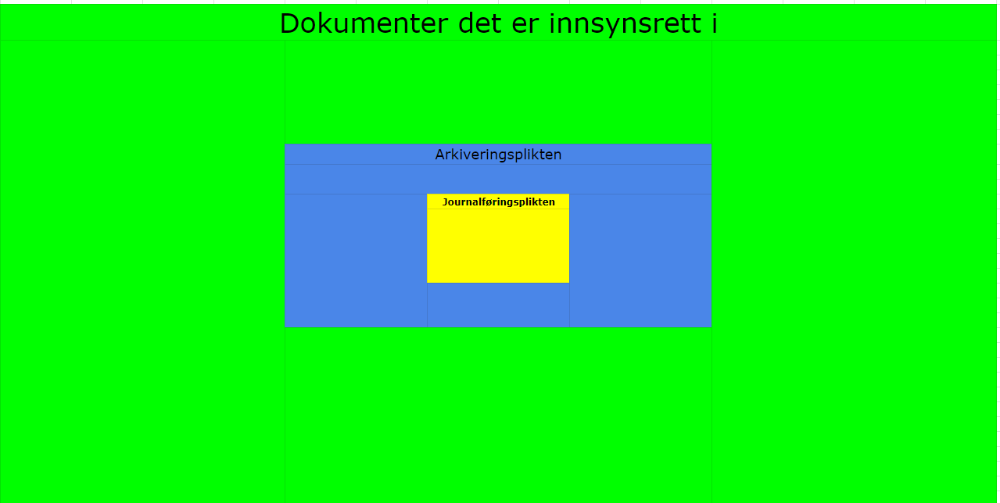 Dokumenter det er innsynsrett i
Arkiveringsplikten
Journalføringsplikten